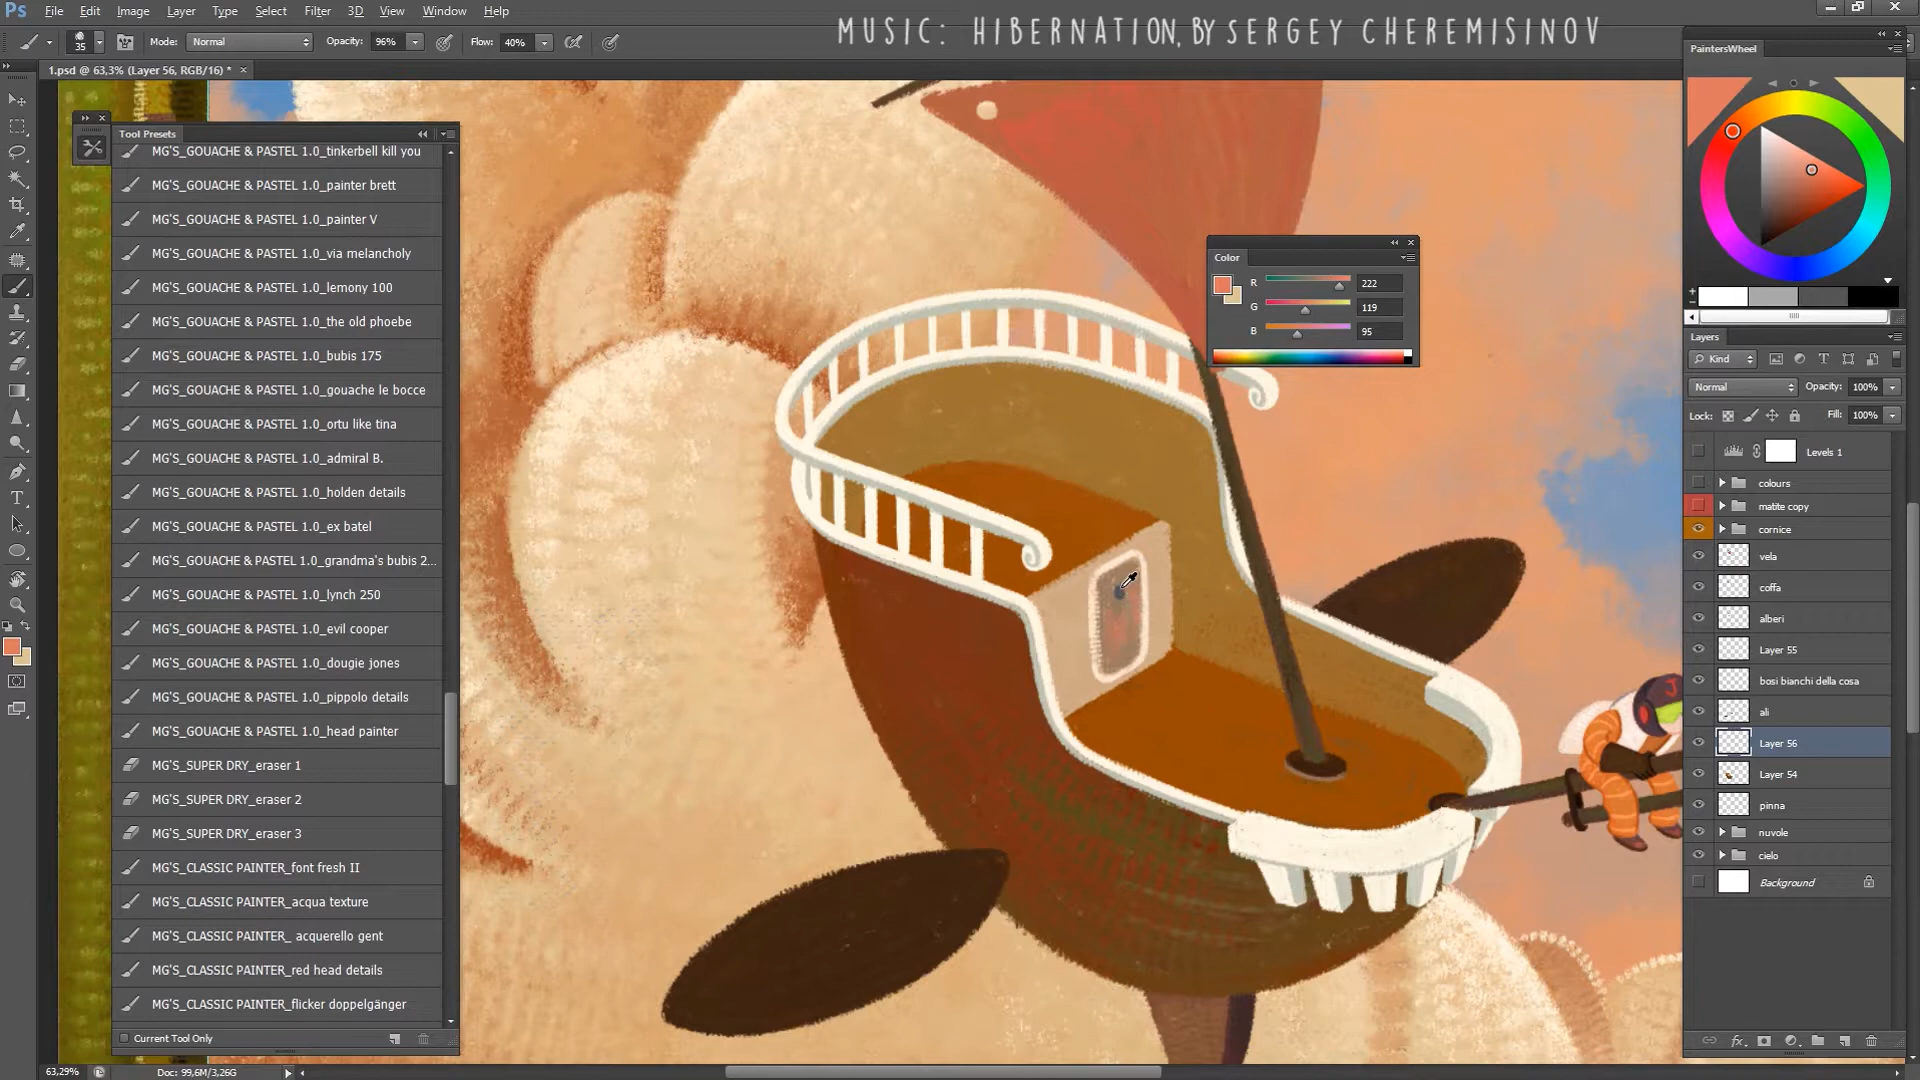 Ps File Edit Image Layer Type Select Filter 3D View Window Help
MUSIC: HIBERNATION, BY SERGEY CHEREMISINOV
35 Mode: Normal Opacity: 96% Flow: 40%
1.psd @ 63,3% (Layer 56, RGB/16) *
Tool Presets
MG'S_GOUACHE & PASTEL 1.0_tinkerbell kill you
MG'S_GOUACHE & PASTEL 1.0_painter brett
MG'S_GOUACHE & PASTEL 1.0_painter V
MG'S_GOUACHE & PASTEL 1.0_via melancholy
MG'S_GOUACHE & PASTEL 1.0_lemony 100
MG'S_GOUACHE & PASTEL 1.0_the old phoebe
MG'S_GOUACHE & PASTEL 1.0_bubis 175
MG'S_GOUACHE & PASTEL 1.0_gouache le bocce
MG'S_GOUACHE & PASTEL 1.0_ortu like tina
MG'S_GOUACHE & PASTEL 1.0_admiral B.
MG'S_GOUACHE & PASTEL 1.0_holden details
MG'S_GOUACHE & PASTEL 1.0_ex batel
MG'S_GOUACHE & PASTEL 1.0_grandma's bubis 2...
MG'S_GOUACHE & PASTEL 1.0_lynch 250
MG'S_GOUACHE & PASTEL 1.0_evil cooper
MG'S_GOUACHE & PASTEL 1.0_dougie jones
MG'S_GOUACHE & PASTEL 1.0_pippolo details
MG'S_GOUACHE & PASTEL 1.0_head painter
MG'S_SUPER DRY_eraser 1
MG'S_SUPER DRY_eraser 2
MG'S_SUPER DRY_eraser 3
MG'S_CLASSIC PAINTER_font fresh II
MG'S_CLASSIC PAINTER_acqua texture
MG'S_CLASSIC PAINTER_ acquerello gent
MG'S_CLASSIC PAINTER_red head details
MG'S_CLASSIC PAINTER_flicker doppelgänger
Current Tool Only
63,29% Doc: 99,6M/3,26G
Color
R 222
G 119
B 95
J
PaintersWheel
Layers
Kind
Normal Opacity: 100%
Lock: Fill: 100%
Levels 1
colours
matite copy
cornice
vela
coffa
alberi
Layer 55
bosi bianchi della cosa
ali
Layer 56
Layer 54
pinna
nuvole
cielo
Background
fx